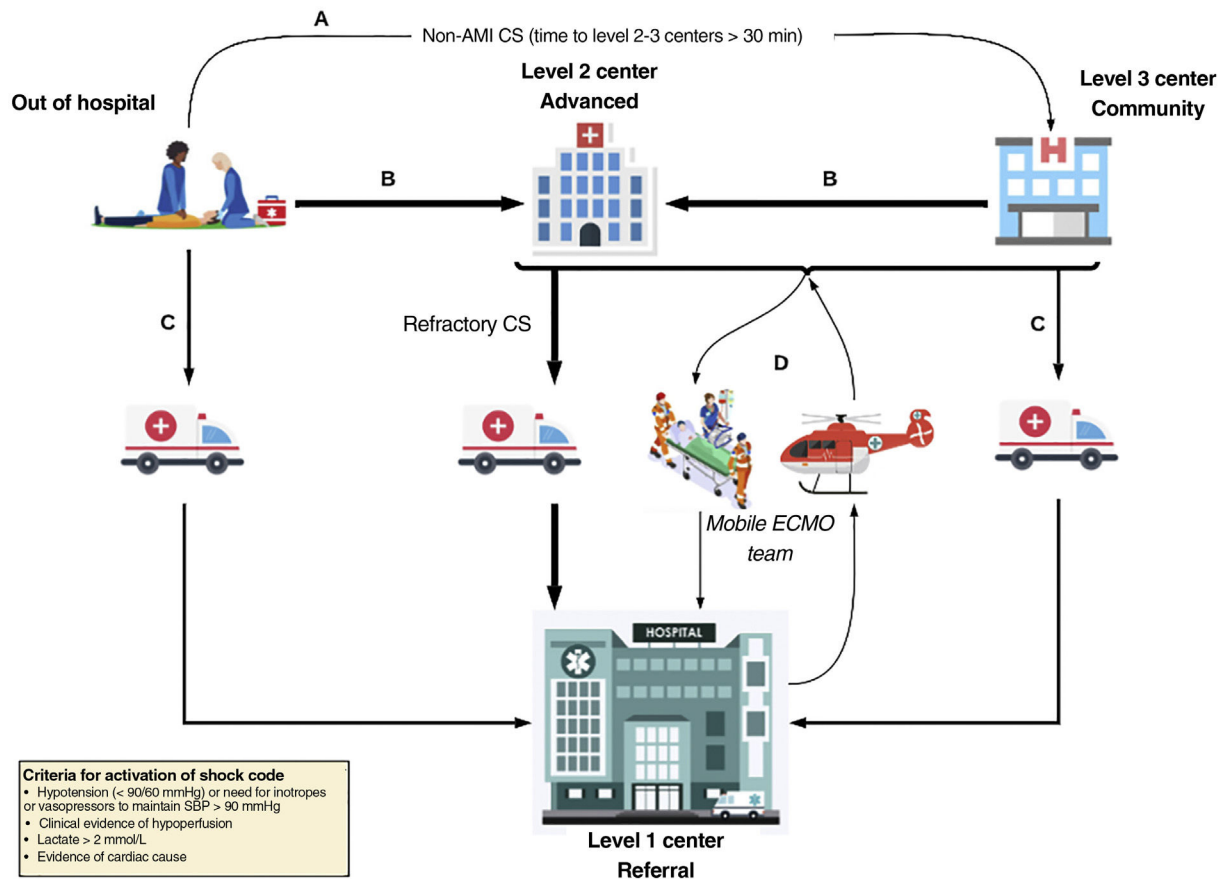 A
Non-AMI CS (time to level 2-3 centers > 30 min)
Out of hospital
Level 2 center
Advanced
Level 3 center
Community
H
B
B
C
Refractory CS
D
C
Mobile ECMO
team
HOSPITAL
Level 1 center
Referral
Criteria for activation of shock code
• Hypotension (< 90/60 mmHg) or need for inotropes
or vasopressors to maintain SBP > 90 mmHg
• Clinical evidence of hypoperfusion
• Lactate > 2 mmol/L
• Evidence of cardiac cause